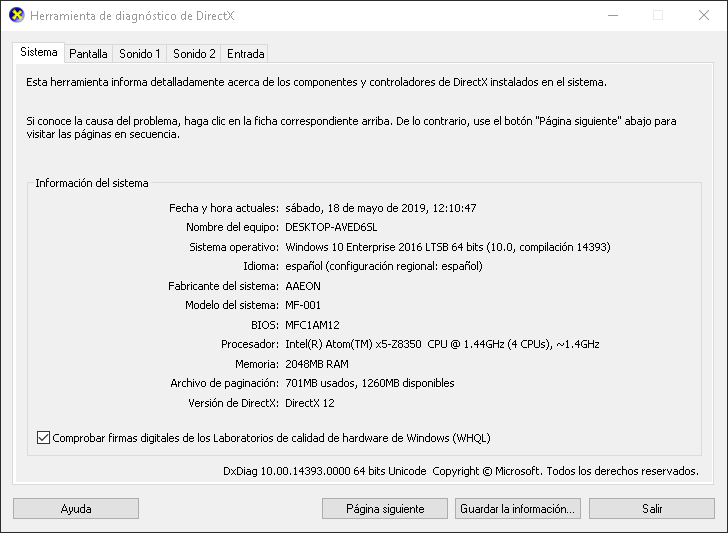 Herramienta de diagnóstico de DirectX
Sistema Pantalla Sonido 1 Sonido 2 Entrada
Esta herramienta informa detalladamente acerca de los componentes y controladores de DirectX instalados en el sistema.
Si conoce la causa del problema, haga clic en la ficha correspondiente arriba. De lo contrario, use el botón "Página siguiente" abajo para
visitar las páginas en secuencia.
Información del sistema
Fecha y hora actuales: sábado, 18 de mayo de 2019, 12:10:47
Nombre del equipo: DESKTOP-AVED6SL
Sistema operativo: Windows 10 Enterprise 2016 LTSB 64 bits (10.0, compilación 14393)
Idioma: español (configuración regional: español)
Fabricante del sistema: AAEON
Modelo del sistema: MF-001
BIOS: MFC1AM12
Procesador: Intel(R) Atom(TM) x5-Z8350 CPU @ 1.44GHz (4 CPUs), ~1.4GHz
Memoria: 2048MB RAM
Archivo de paginación: 701MB usados, 1260MB disponibles
Versión de DirectX: DirectX 12
Comprobar firmas digitales de los Laboratorios de calidad de hardware de Windows (WHQL)
DxDiag 10.00.14393.0000 64 bits Unicode Copyright © Microsoft. Todos los derechos reservados.
Ayuda Página siguiente Guardar la información... Salir